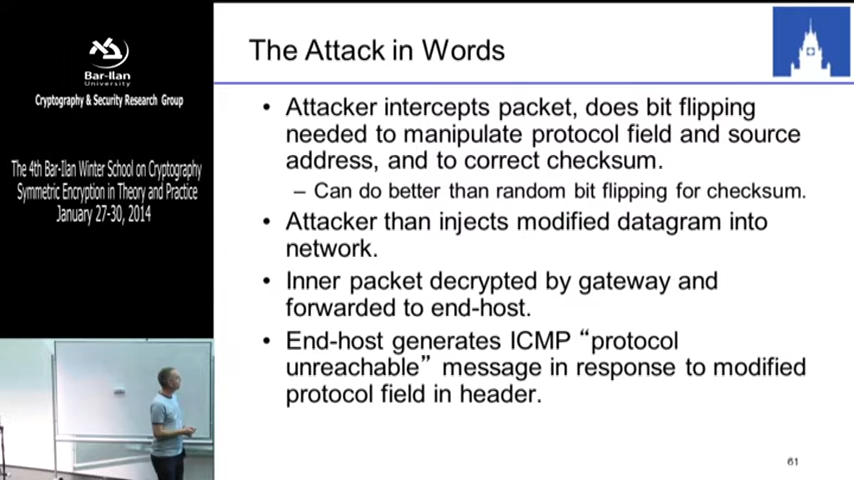 Bar-Ilan
University
Cryptography & Security Research Group
The 4th Bar-Ilan Winter School on Cryptography
Symmetric Encryption in Theory and Practice
January 27-30, 2014
The Attack in Words
• Attacker intercepts packet, does bit flipping
needed to manipulate protocol field and source
address, and to correct checksum.
– Can do better than random bit flipping for checksum.
• Attacker than injects modified datagram into
network.
• Inner packet decrypted by gateway and
forwarded to end-host.
• End-host generates ICMP “protocol
unreachable” message in response to modified
protocol field in header.
61